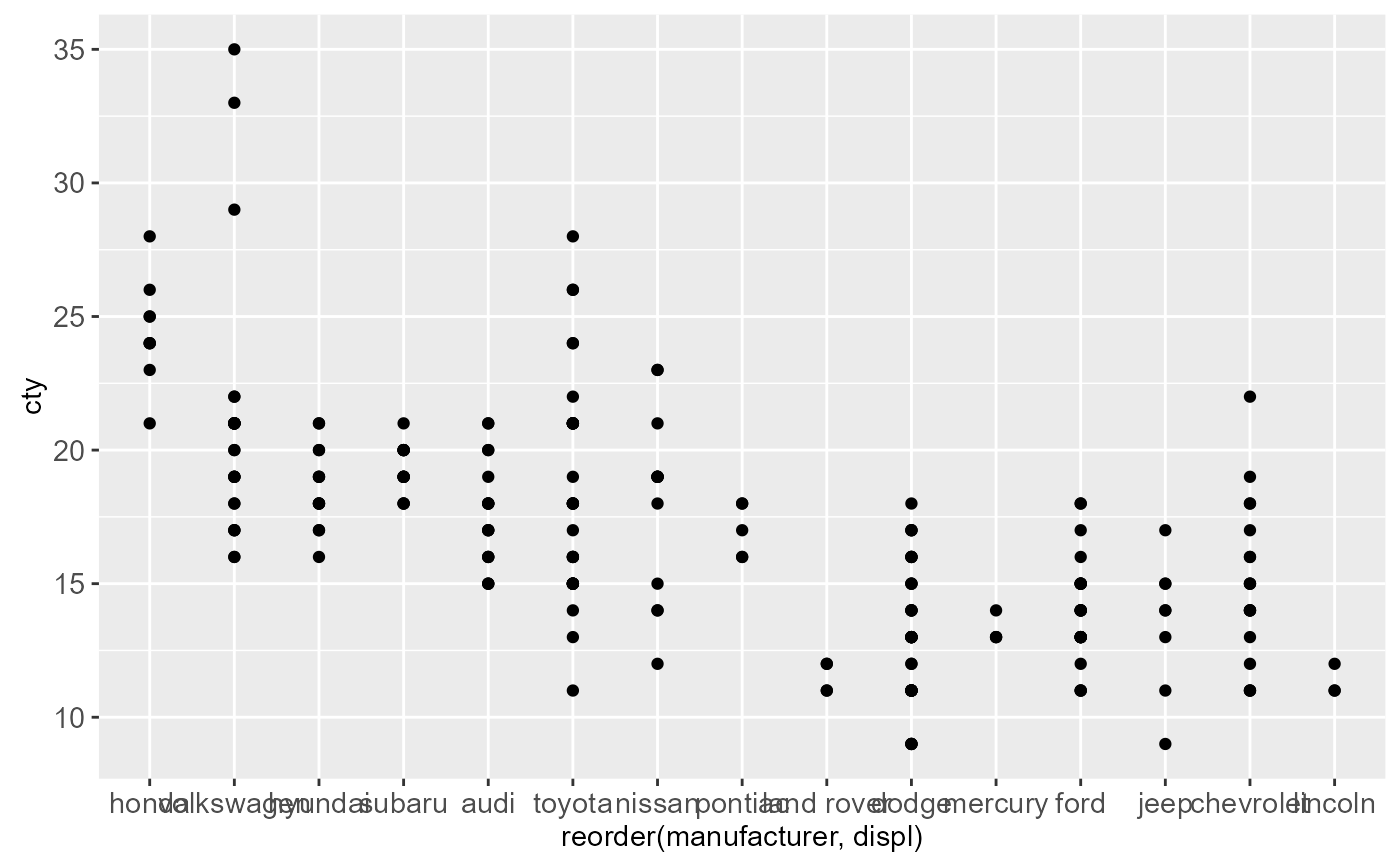 35
30
25
20
15
10
cty
honda volkswagen hyundai subaru audi toyota nissan pontiac land rover dodge mercury ford jeep chevrolet lincoln
reorder(manufacturer, displ)